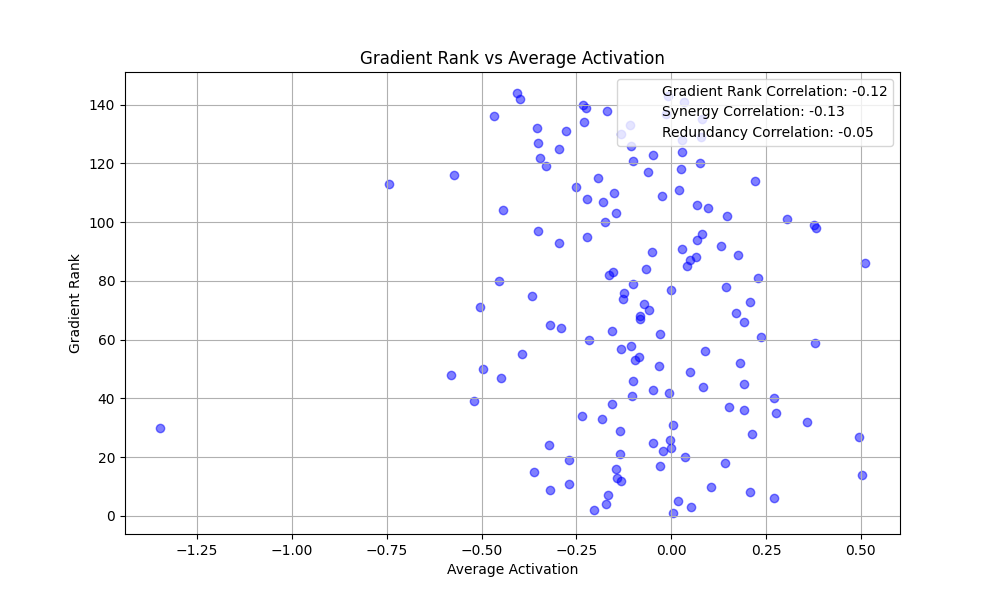 Gradient Rank vs Average Activation
Gradient Rank Correlation: -0.12
Synergy Correlation: -0.13
Redundancy Correlation: -0.05
Gradient Rank
140
120
100
80
60
40
20
0
−1.25
−1.00
−0.75
−0.50
−0.25
0.00
0.25
0.50
Average Activation